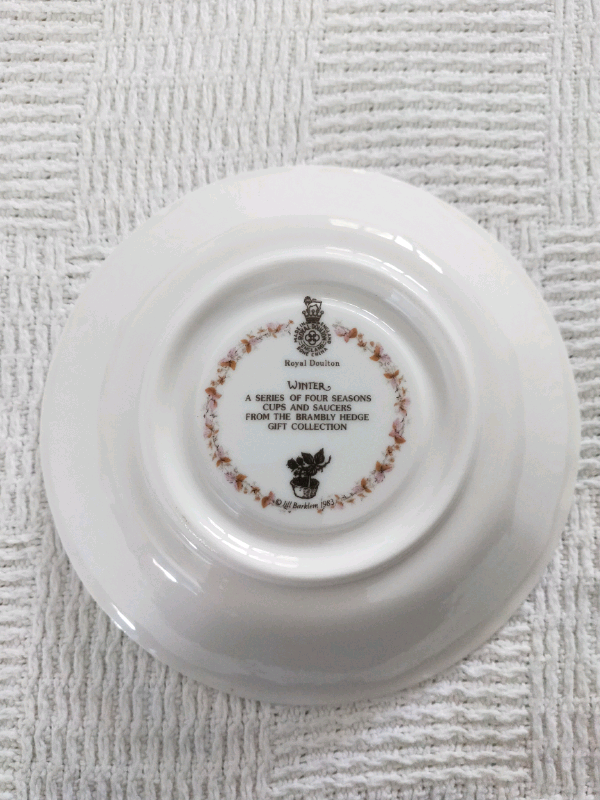 Royal Doulton
WINTER
A SERIES OF FOUR SEASONS
CUPS AND SAUCERS
FROM THE BRAMBLY HEDGE
GIFT COLLECTION
© Jill Barklem 1983